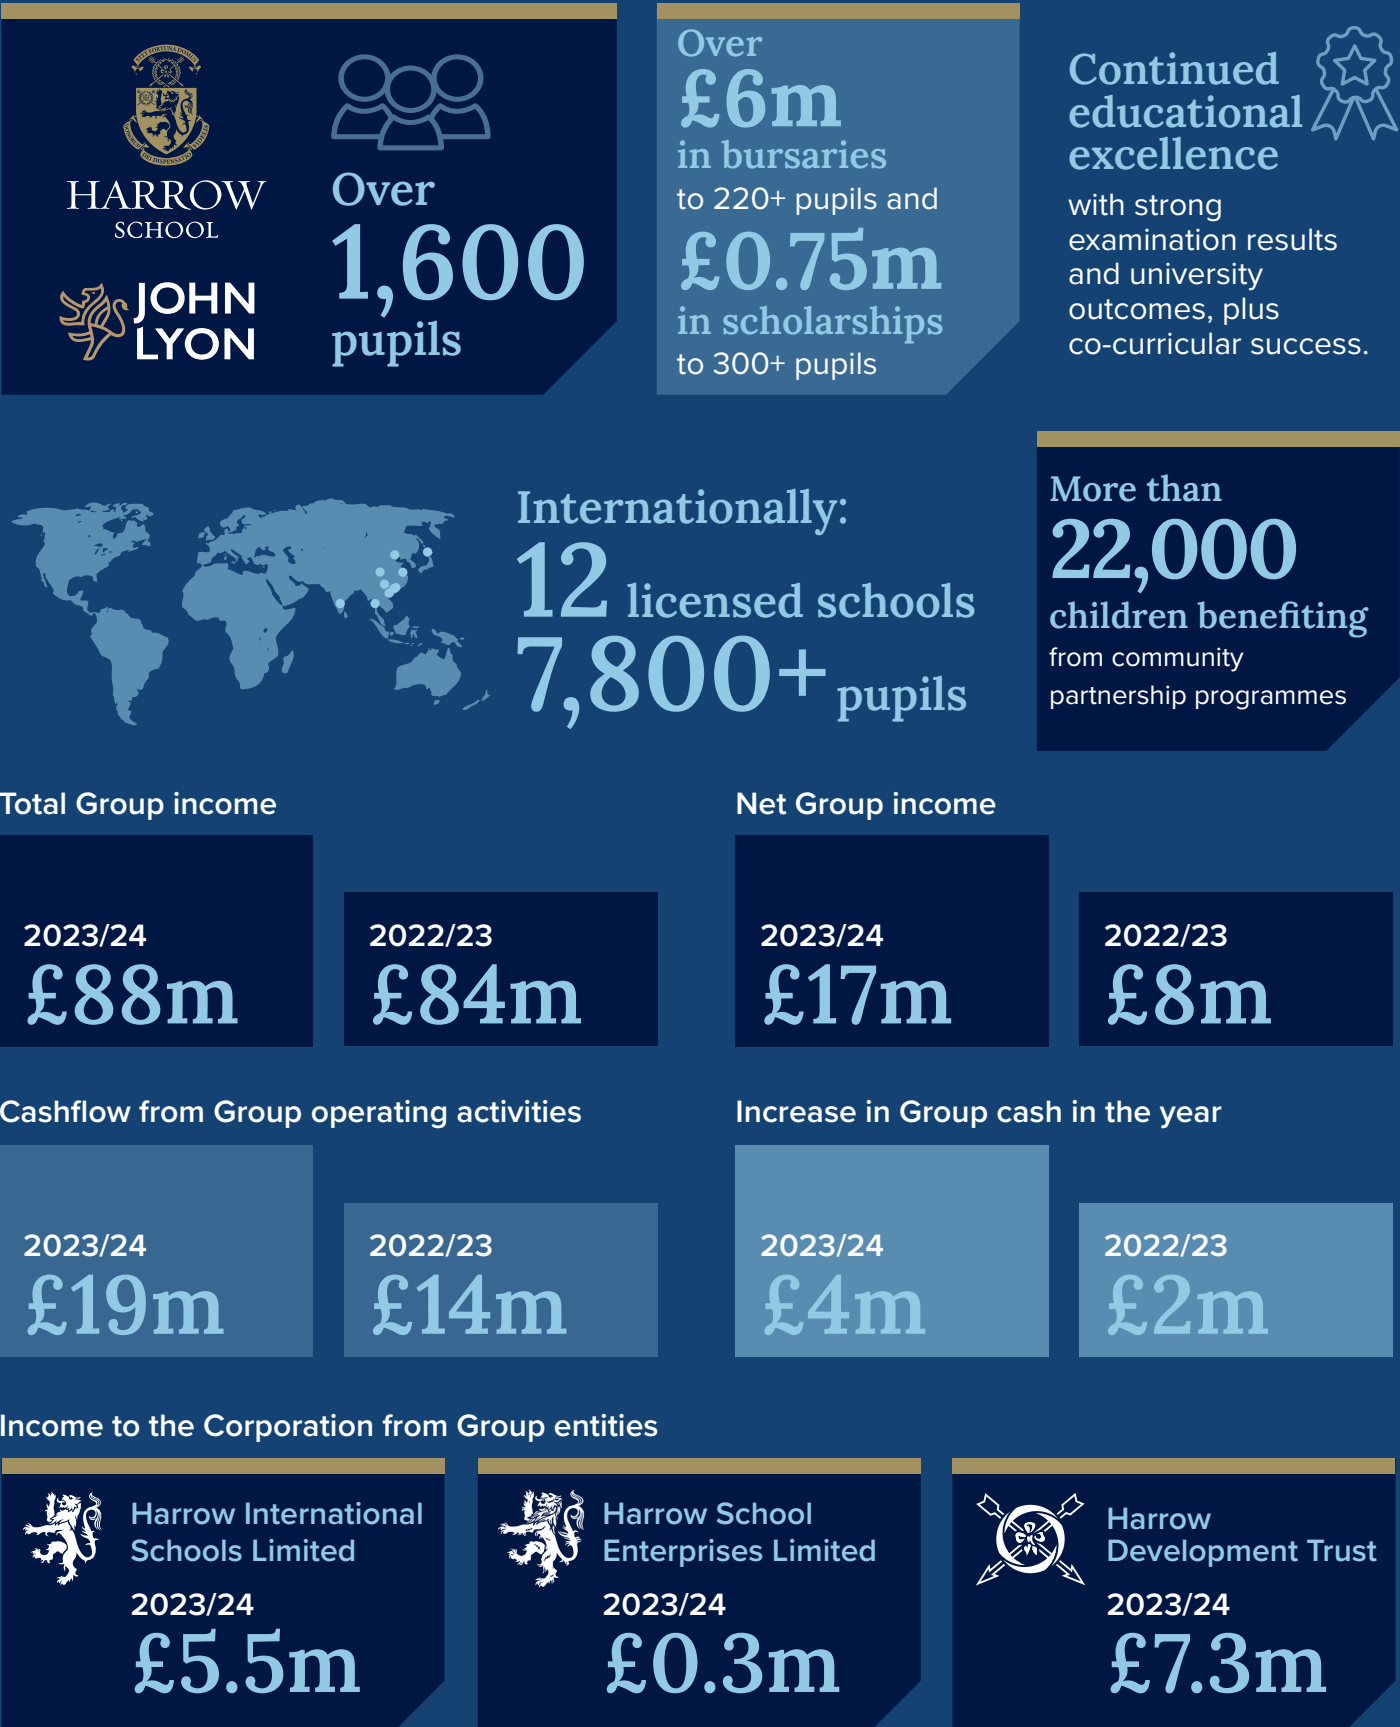 HARROW
SCHOOL
JOHN
LYON
Over
1,600
pupils
Over
£6m
in bursaries
to 220+ pupils and
£0.75m
in scholarships
to 300+ pupils
Continued
educational
excellence
with strong
examination results
and university
outcomes, plus
co-curricular success.
Internationally:
12 licensed schools
7,800+ pupils
More than
22,000
children benefiting
from community
partnership programmes
Total Group income
2023/24
£88m
2022/23
£84m
Net Group income
2023/24
£17m
2022/23
£8m
Cashflow from Group operating activities
2023/24
£19m
2022/23
£14m
Increase in Group cash in the year
2023/24
£4m
2022/23
£2m
Income to the Corporation from Group entities
Harrow International
Schools Limited
2023/24
£5.5m
Harrow School
Enterprises Limited
2023/24
£0.3m
Harrow
Development Trust
2023/24
£7.3m